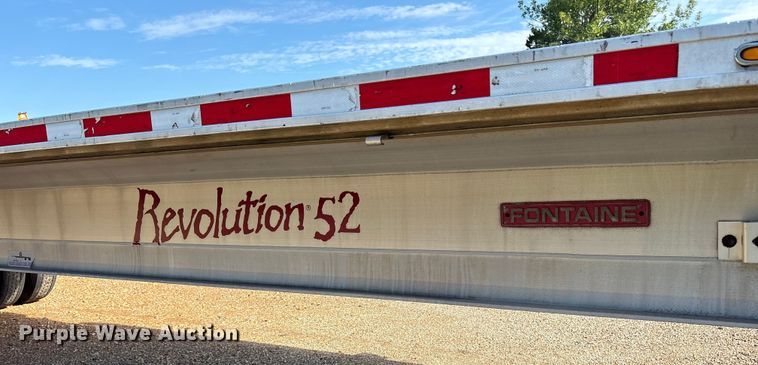 Revolution® 52
FONTAINE
Purple Wave Auction